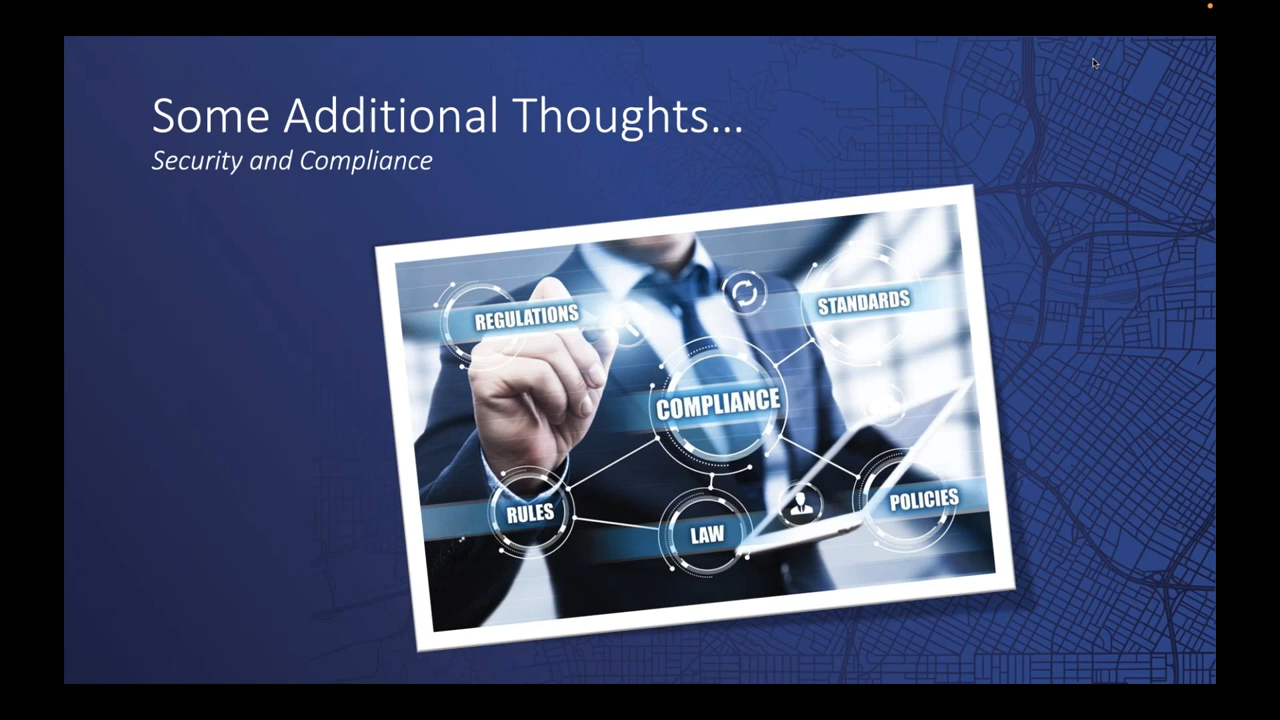 Some Additional Thoughts...
Security and Compliance
REGULATIONS
STANDARDS
COMPLIANCE
RULES
LAW
POLICIES